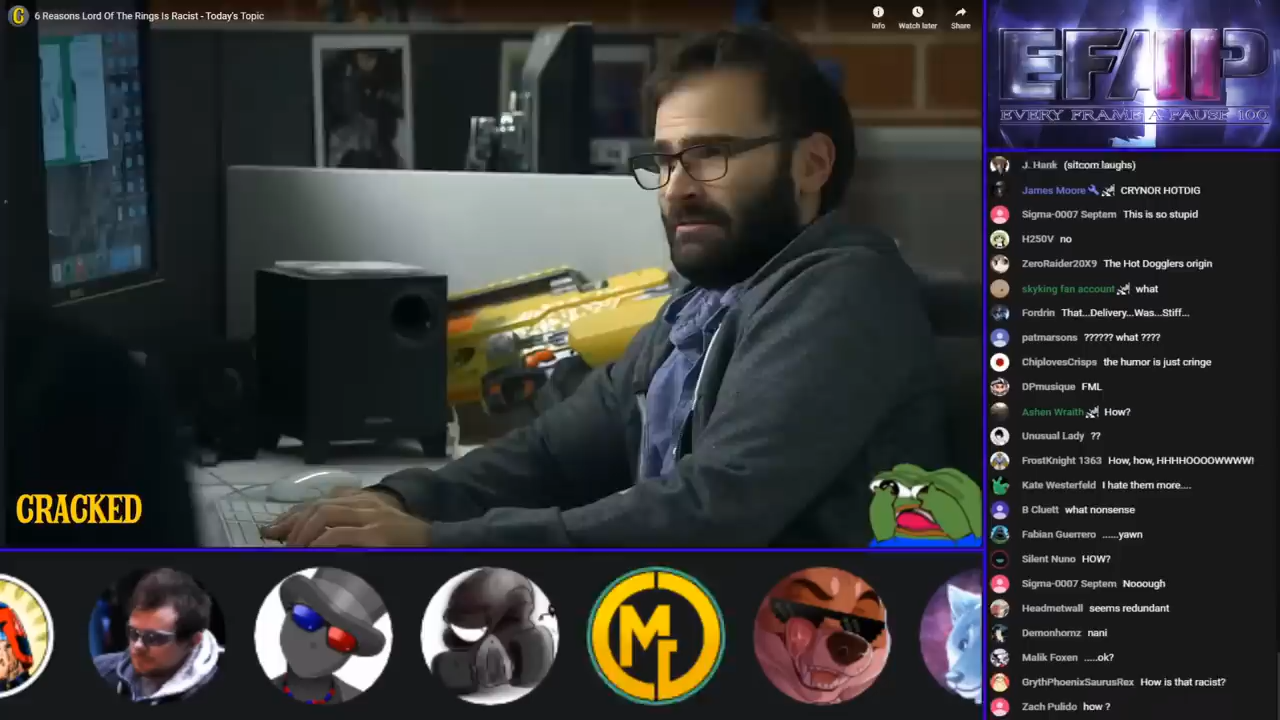 6 Reasons Lord Of The Rings Is Racist - Today's Topic
Info
Watch later
Share
CRACKED
EFAP
EVERY FRAME A PAUSE 100
J. Hank (sitcom laughs)
James Moore CRYNOR HOTDIG
Sigma-0007 Septem This is so stupid
H250V no
ZeroRaider20X9 The Hot Dogglers origin
skyking fan account what
Fordrin That...Delivery...Was...Stiff...
patmarsons ?????? what ????
ChiplovesCrisps the humor is just cringe
DPmusique FML
Ashen Wraith How?
Unusual Lady ??
FrostKnight 1363 How, how, HHHHOOOOWWWW!
Kate Westerfeld I hate them more....
B Cluett what nonsense
Fabian Guerrero ......yawn
Silent Nuno HOW?
Sigma-0007 Septem Nooough
Headmetwall seems redundant
Demonhornz nani
Malik Foxen .....ok?
GrythPhoenixSaurusRex How is that racist?
Zach Pulido how ?